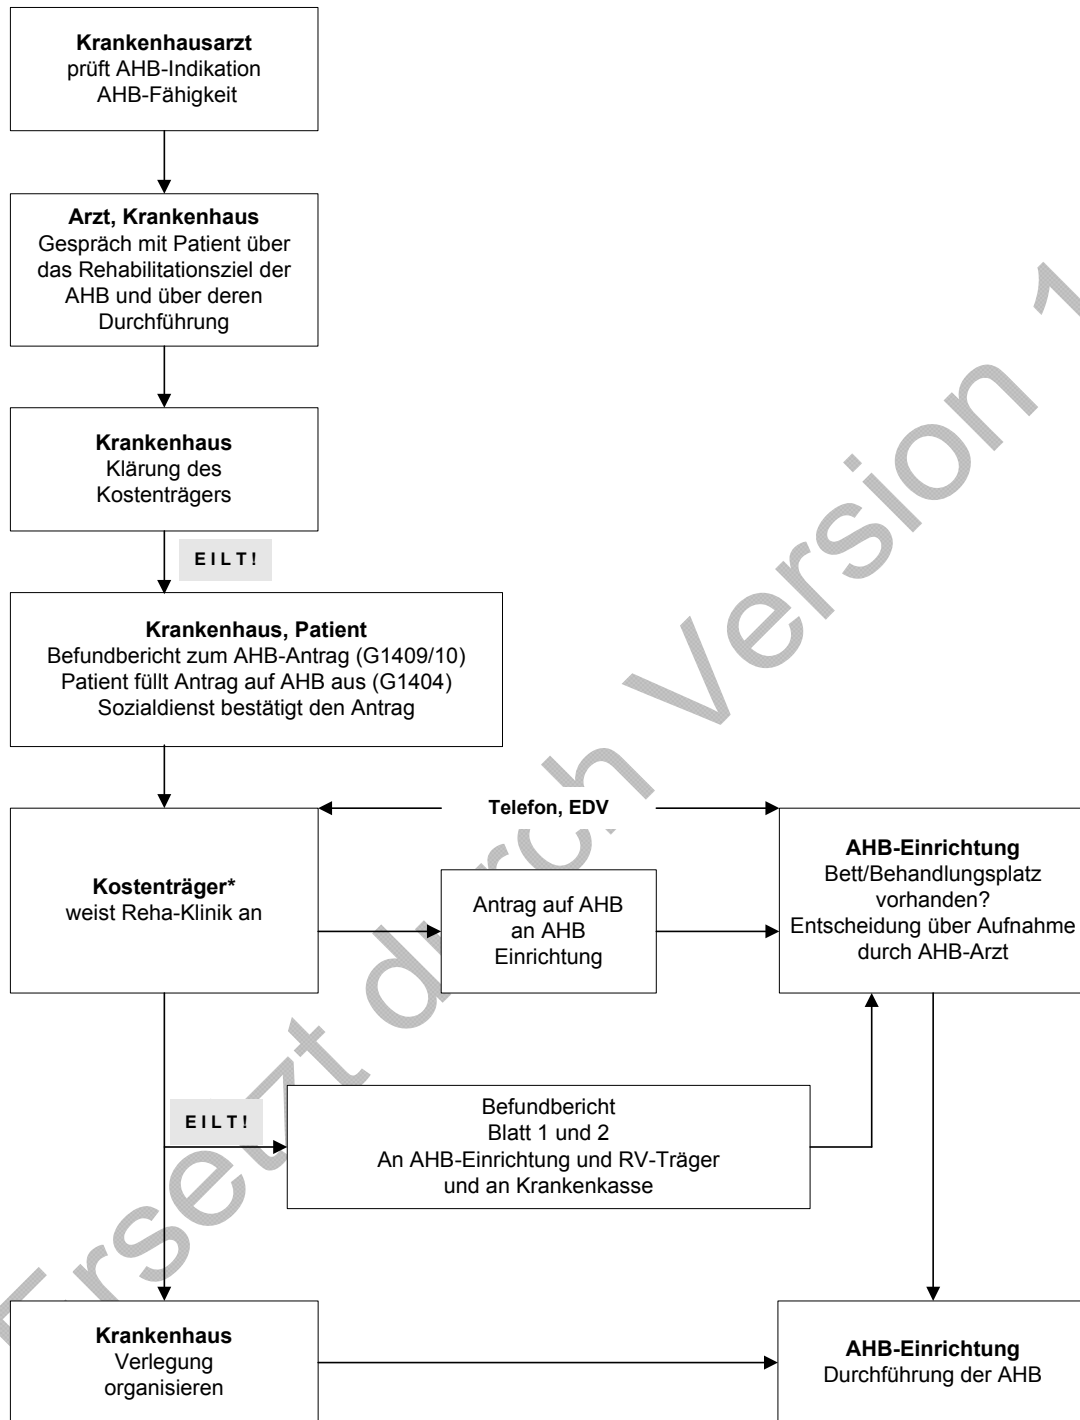 Krankenhausarzt
prüft AHB-Indikation
AHB-Fähigkeit
Arzt, Krankenhaus
Gespräch mit Patient über
das Rehabilitationsziel der
AHB und über deren
Durchführung
Krankenhaus
Klärung des
Kostenträgers
EILT!
Krankenhaus, Patient
Befundbericht zum AHB-Antrag (G1409/10)
Patient füllt Antrag auf AHB aus (G1404)
Sozialdienst bestätigt den Antrag
Telefon, EDV
Kostenträger*
weist Reha-Klinik an
Antrag auf AHB
an AHB
Einrichtung
AHB-Einrichtung
Bett/Behandlungsplatz
vorhanden?
Entscheidung über Aufnahme
durch AHB-Arzt
EILT!
Befundbericht
Blatt 1 und 2
An AHB-Einrichtung und RV-Träger
und an Krankenkasse
Krankenhaus
Verlegung
organisieren
AHB-Einrichtung
Durchführung der AHB
Ersetzt durch Version 1